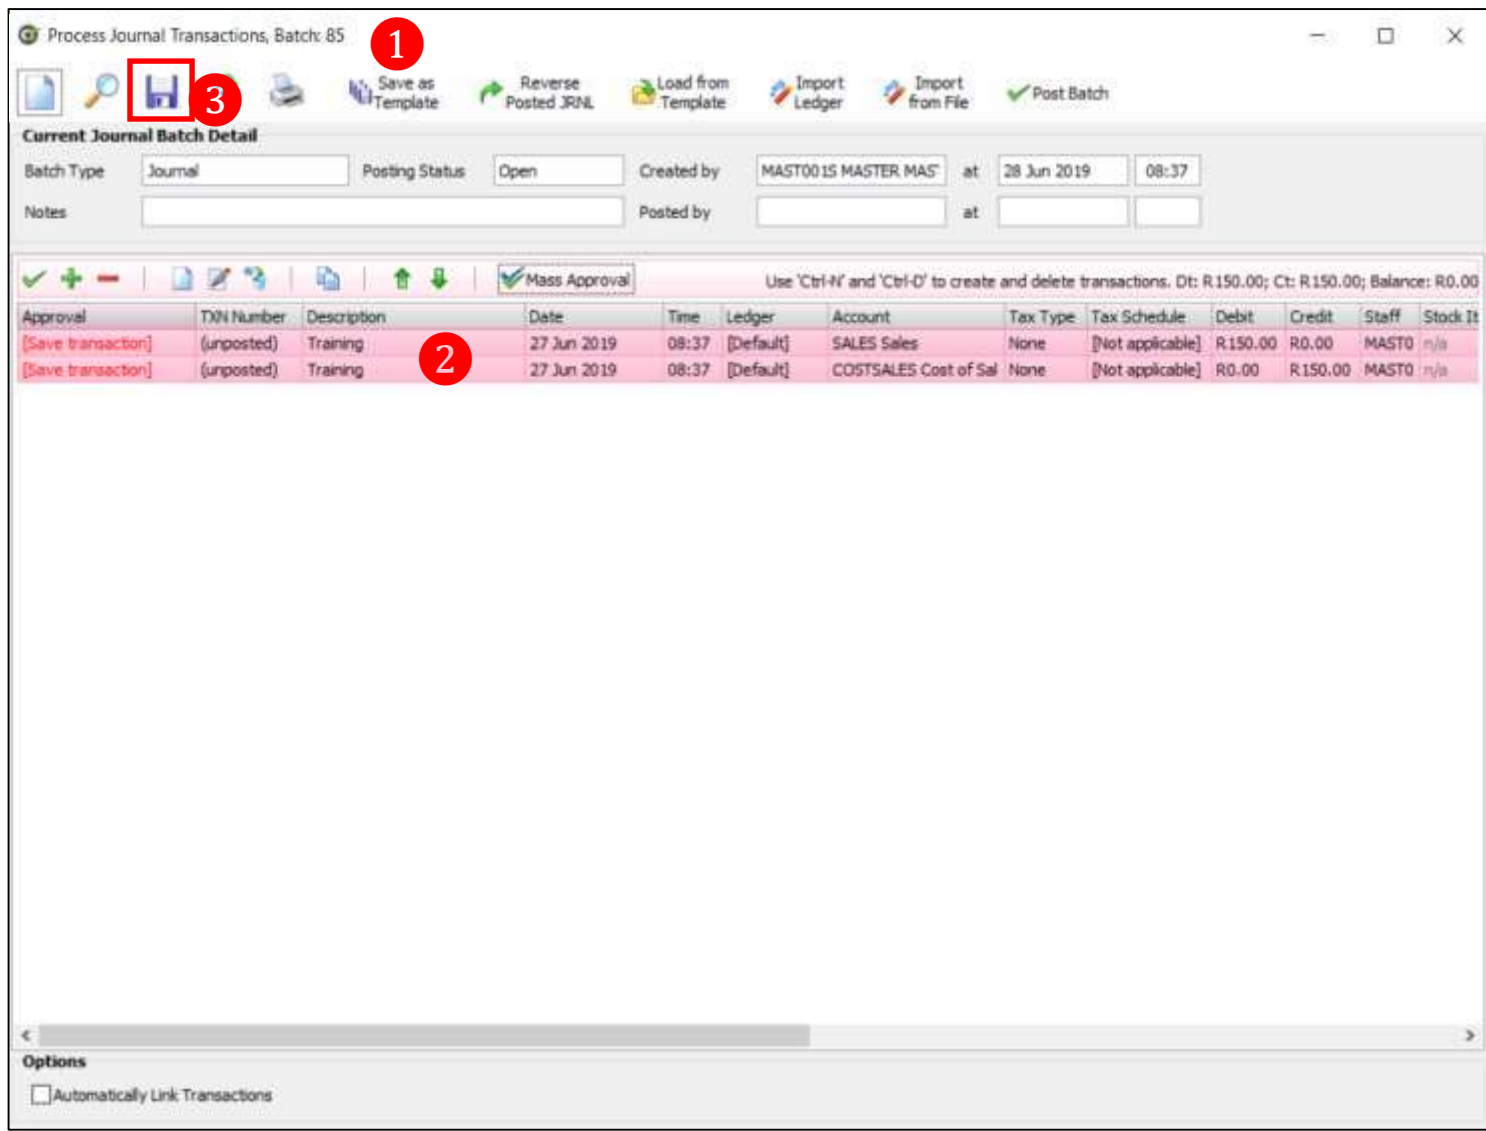 Process Journal Transactions, Batch: 85
1
3
Save as Template
Reverse Posted JRNL
Load from Template
Import Ledger
Import from File
Post Batch
Current Journal Batch Detail
Batch Type Journal Posting Status Open Created by MAST001S MASTER MAS at 28 Jun 2019 08:37
Notes Posted by at
Mass Approval Use 'Ctrl-N' and 'Ctrl-D' to create and delete transactions. Dt: R150.00; Ct: R150.00; Balance: R0.00
Approval TXN Number Description Date Time Ledger Account Tax Type Tax Schedule Debit Credit Staff Stock It
[Save transaction] (unposted) Training 27 Jun 2019 08:37 [Default] SALES Sales None [Not applicable] R150.00 R0.00 MAST0 n/a
2
[Save transaction] (unposted) Training 27 Jun 2019 08:37 [Default] COSTSALES Cost of Sal None [Not applicable] R0.00 R150.00 MAST0 n/a
Options
Automatically Link Transactions